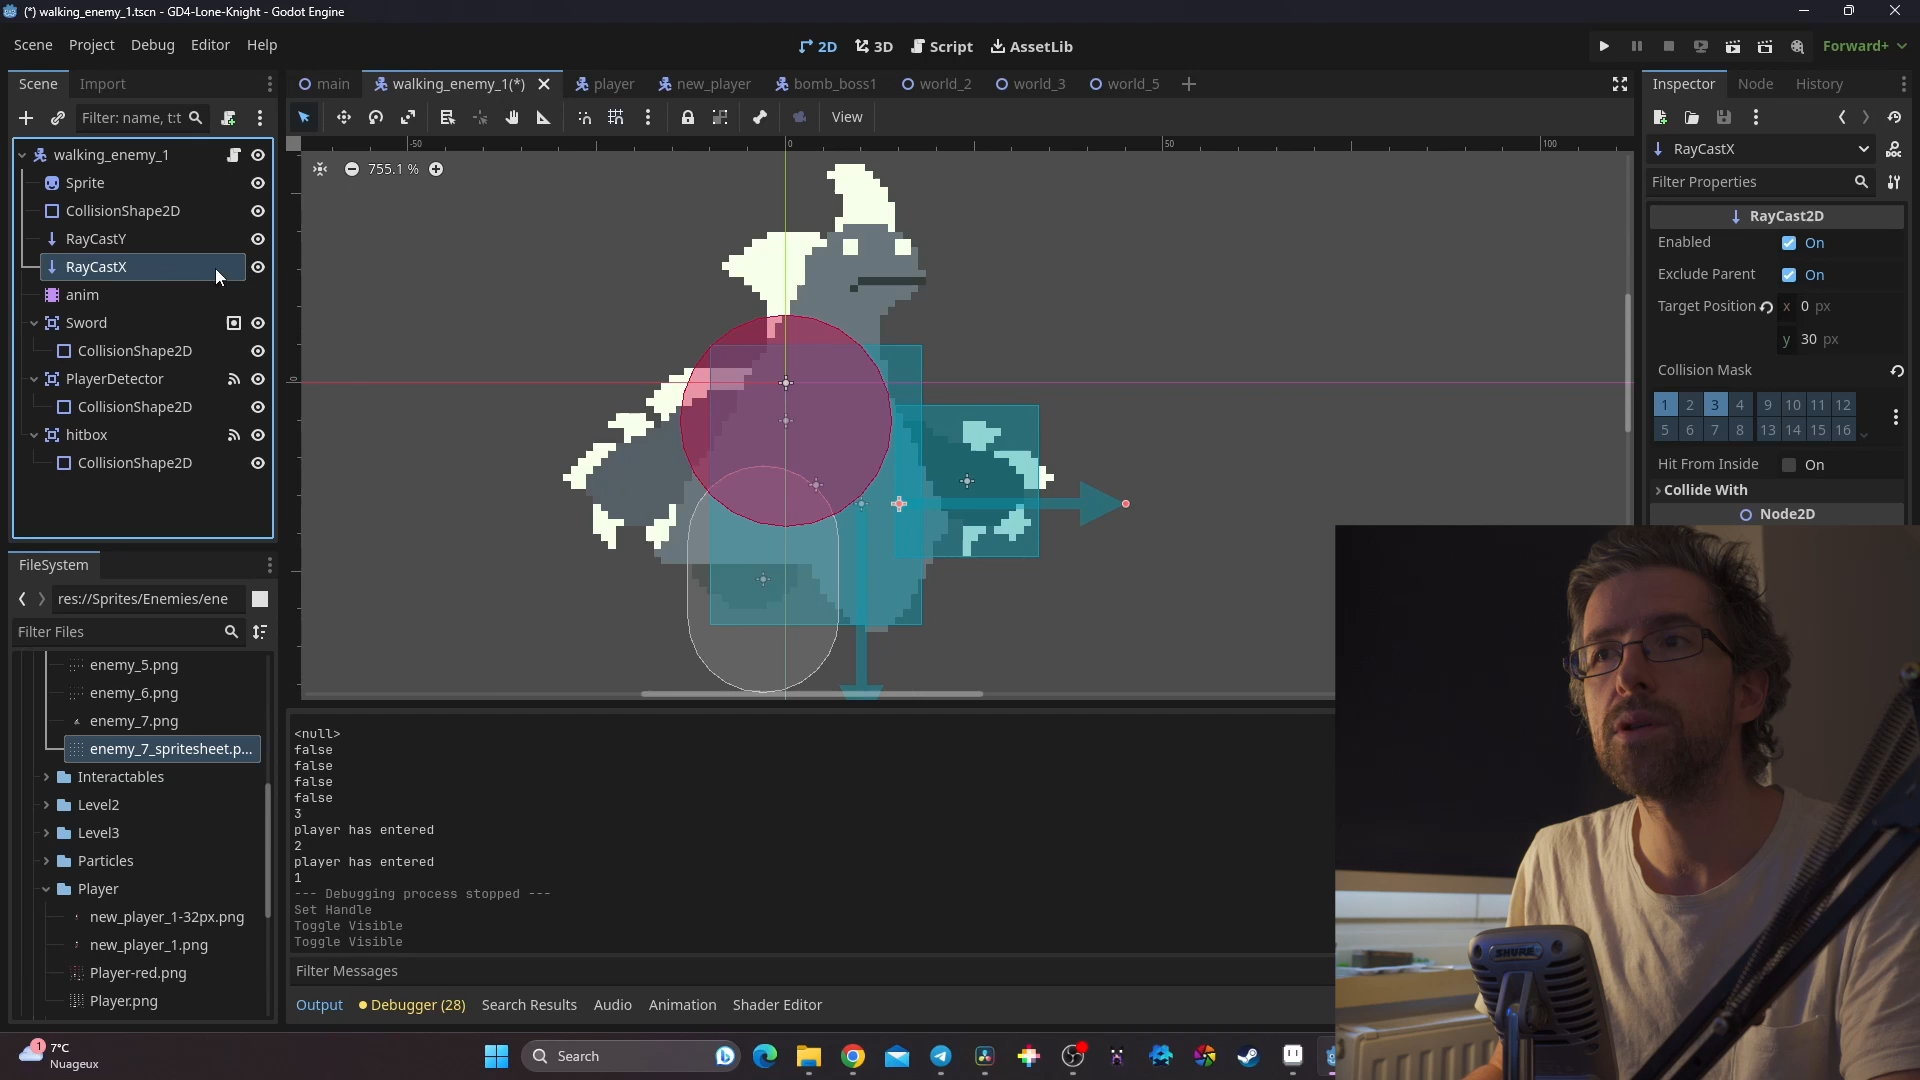 (*) walking_enemy_1.tscn - GD4-Lone-Knight - Godot Engine
Scene Project Debug Editor Help
2D 3D Script AssetLib
Forward+
Scene Import
main walking_enemy_1(*) player new_player bomb_boss1 world_2 world_3 world_5
Inspector Node History
Filter: name, t:t
View
walking_enemy_1
Sprite
CollisionShape2D
RayCastY
RayCastX
anim
Sword
CollisionShape2D
PlayerDetector
CollisionShape2D
hitbox
CollisionShape2D
-50 0 50 100
755.1 %
0
RayCastX
Filter Properties
RayCast2D
Enabled On
Exclude Parent On
Target Position x 0 px
y 30 px
Collision Mask
1 2 3 4 9 10 11 12
5 6 7 8 13 14 15 16
Hit From Inside On
Collide With
Node2D
FileSystem
res://Sprites/Enemies/ene
Filter Files
enemy_5.png
enemy_6.png
enemy_7.png
enemy_7_spritesheet.p...
Interactables
Level2
Level3
Particles
Player
new_player_1-32px.png
new_player_1.png
Player-red.png
Player.png
<null>
false
false
false
false
3
player has entered
2
player has entered
1
--- Debugging process stopped ---
Set Handle
Toggle Visible
Toggle Visible
Filter Messages
Output Debugger (28) Search Results Audio Animation Shader Editor
SHURE
1
7°C
Nuageux
Search